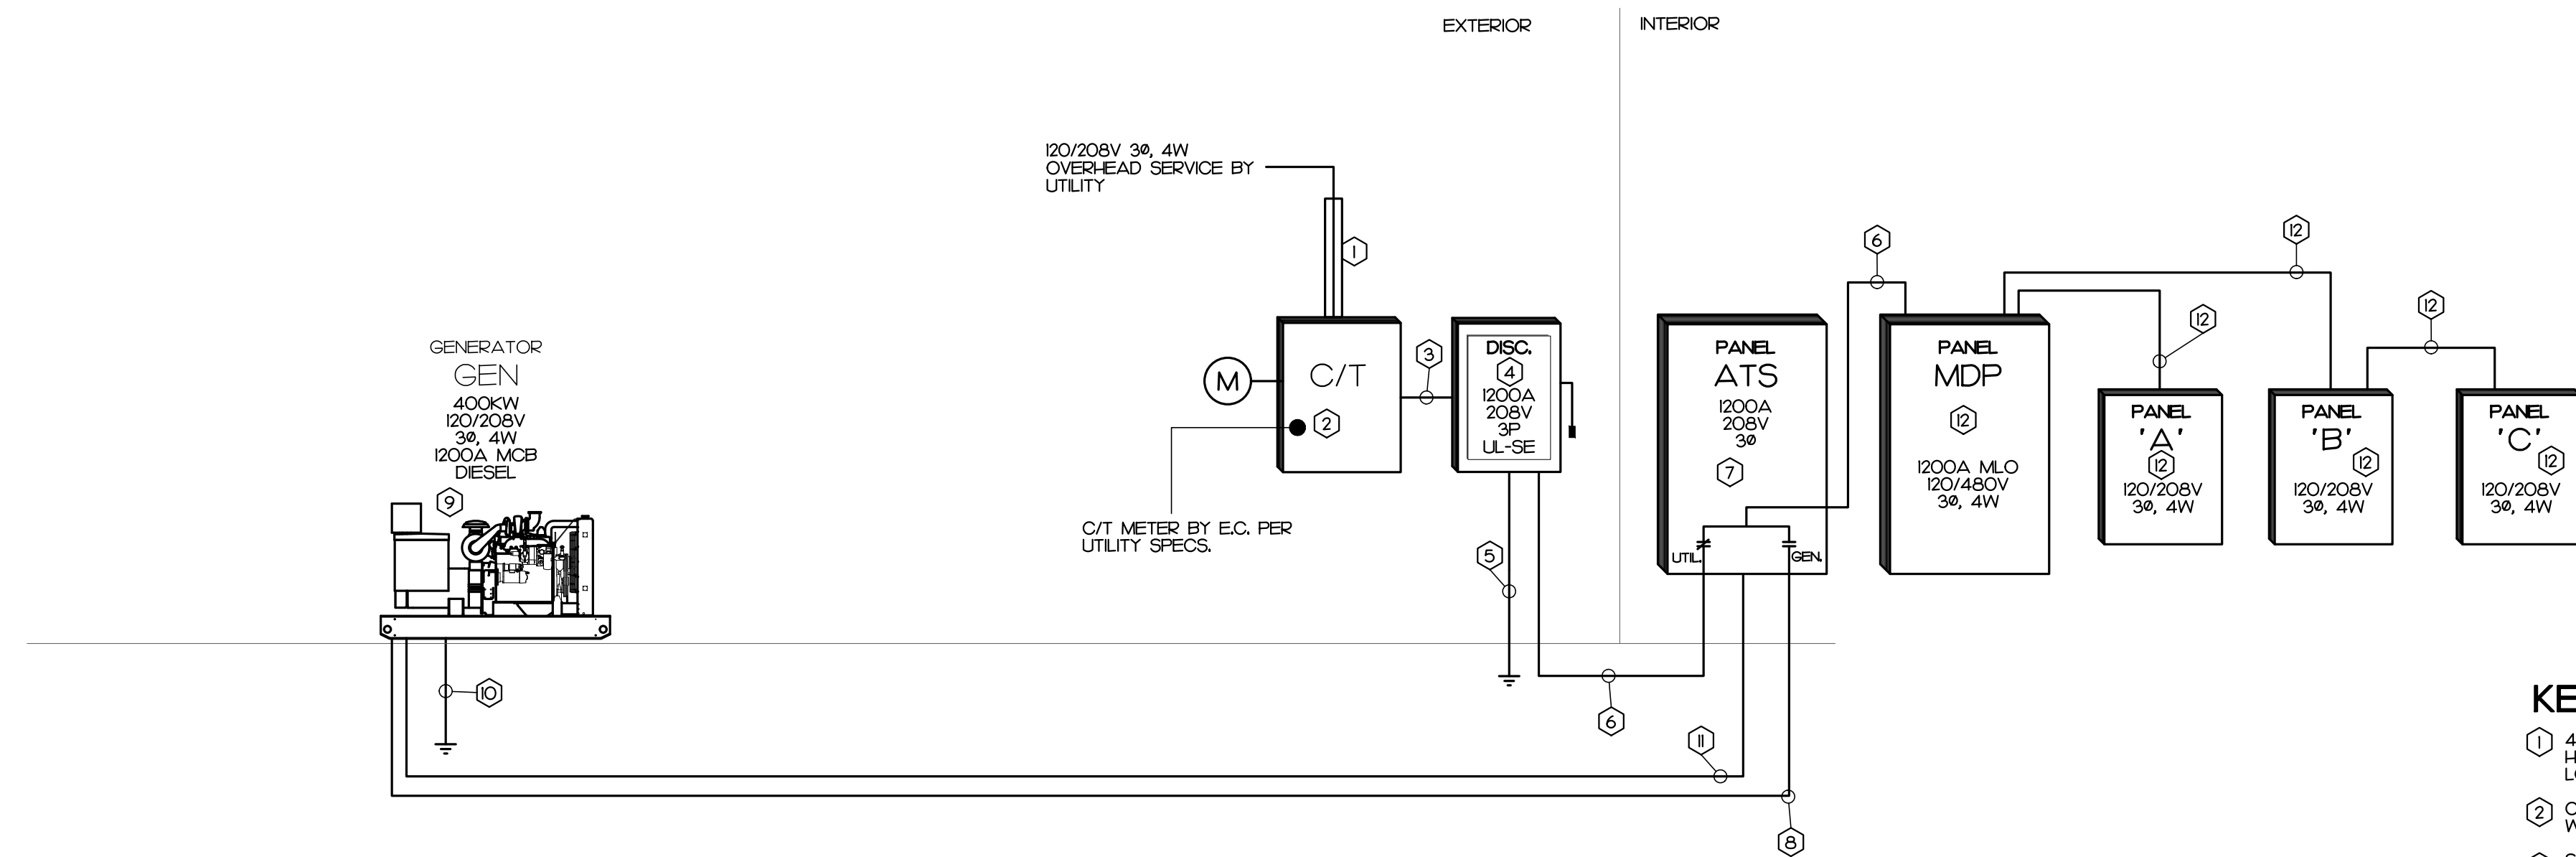 EXTERIOR
INTERIOR
120/208V 3Ø, 4W
OVERHEAD SERVICE BY
UTILITY
1
6
12
12
12
GENERATOR
GEN
400KW
120/208V
3Ø, 4W
1200A MCB
DIESEL
9
M
C/T
2
3
DISC.
4
1200A
208V
3P
UL-SE
PANEL
ATS
1200A
208V
3Ø
7
UTIL.
GEN.
PANEL
MDP
12
1200A MLO
120/480V
3Ø, 4W
PANEL
'A'
12
120/208V
3Ø, 4W
PANEL
'B'
12
120/208V
3Ø, 4W
PANEL
'C'
12
120/208V
3Ø, 4W
C/T METER BY E.C. PER
UTILITY SPECS.
5
10
6
11
8
KE
1
4
H
L
2
W